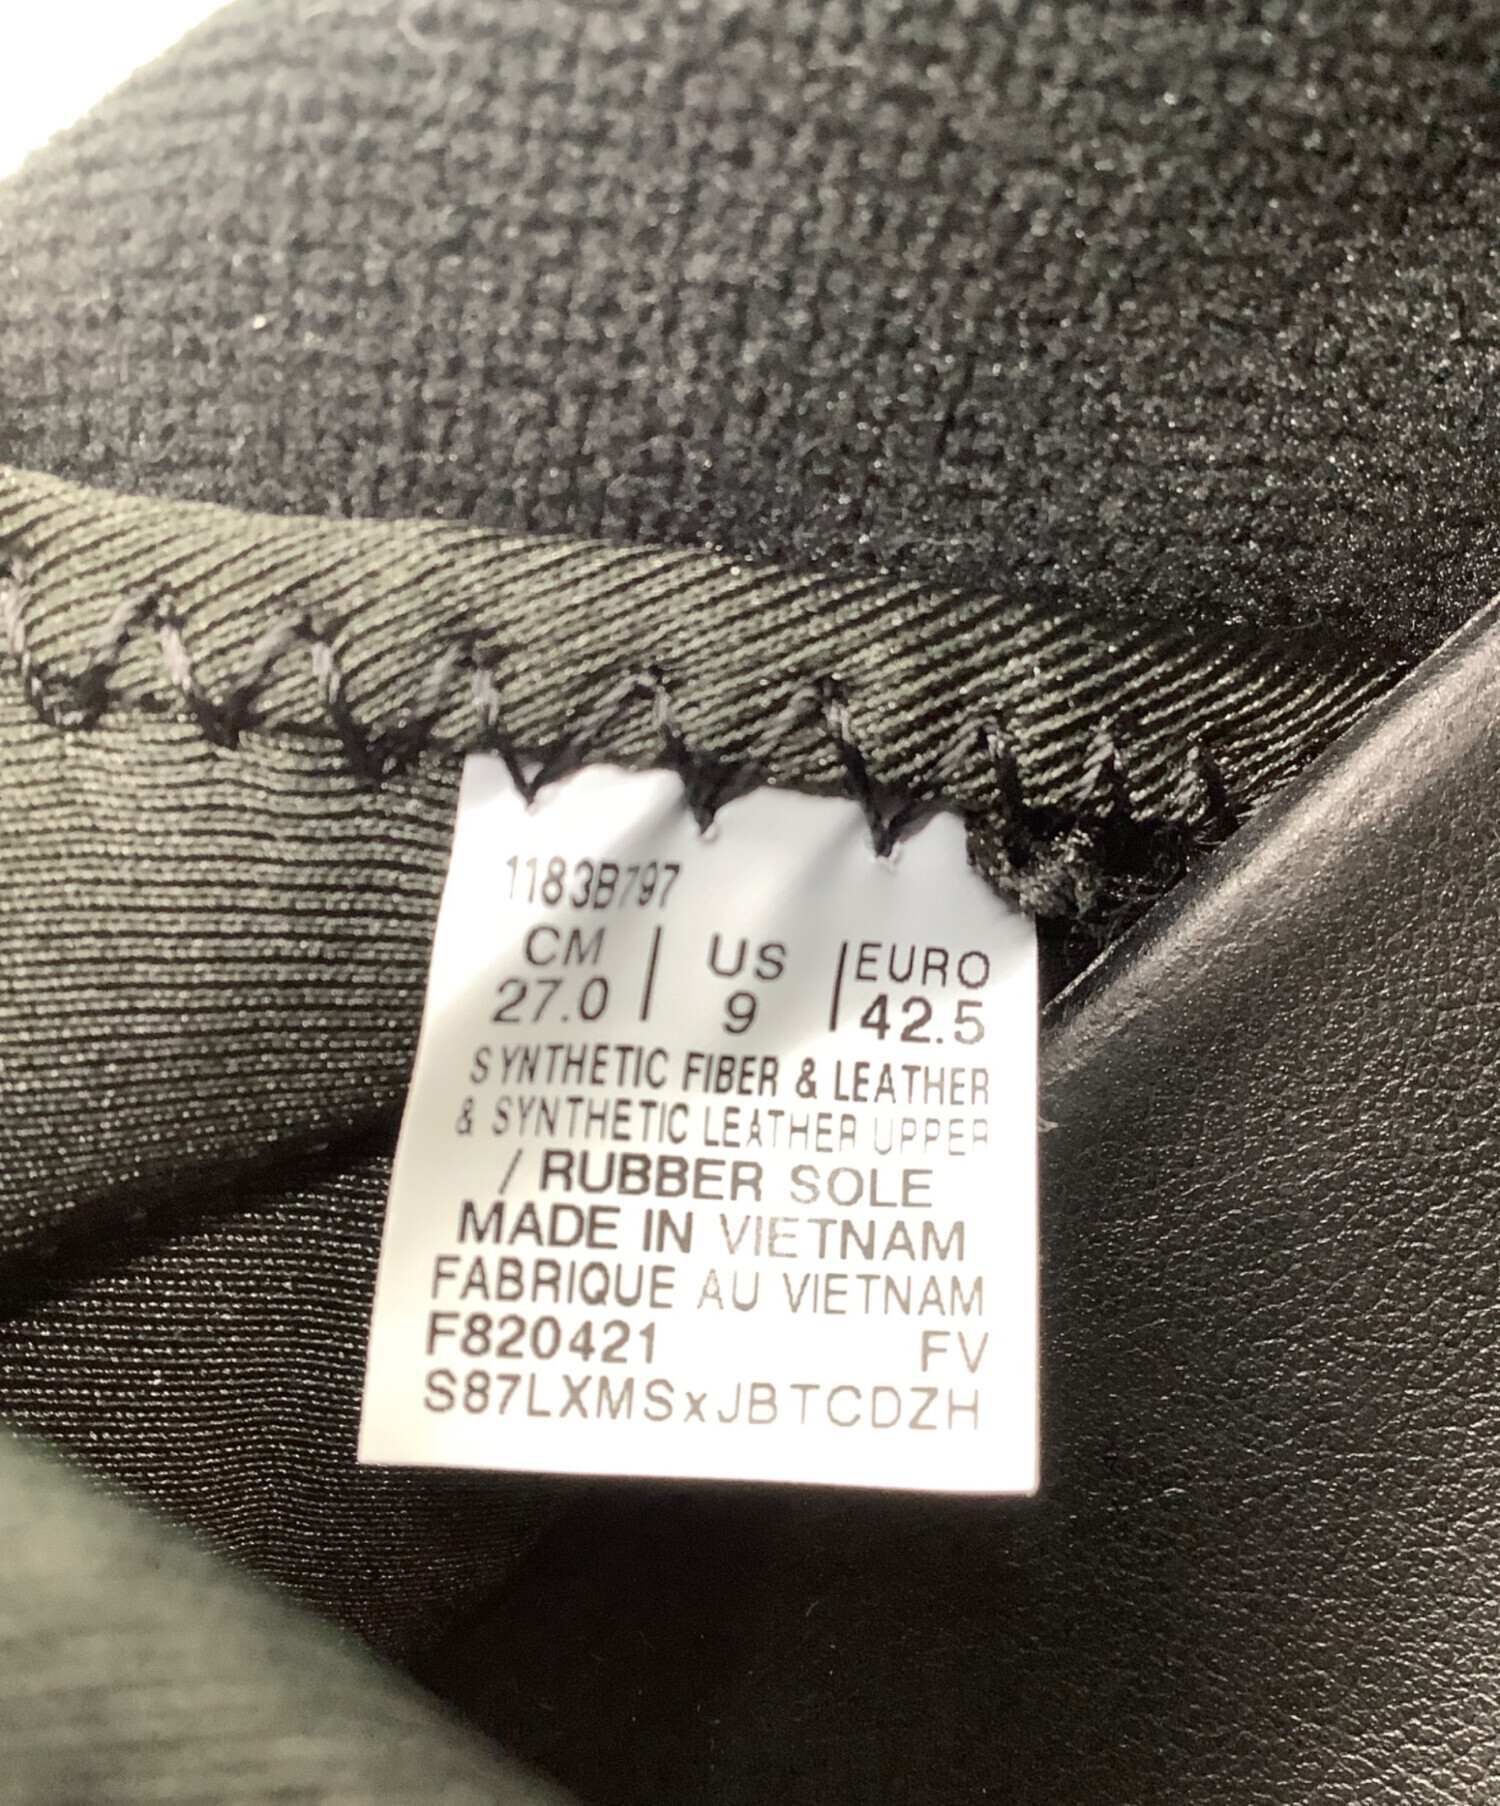 1183B797
CM | US | EURO
27.0 | 9 | 42.5
SYNTHETIC FIBER & LEATHER
& SYNTHETIC LEATHER UPPER
/ RUBBER SOLE
MADE IN VIETNAM
FABRIQUE AU VIETNAM
F820421 FV
S87LXMSxJBTCDZH